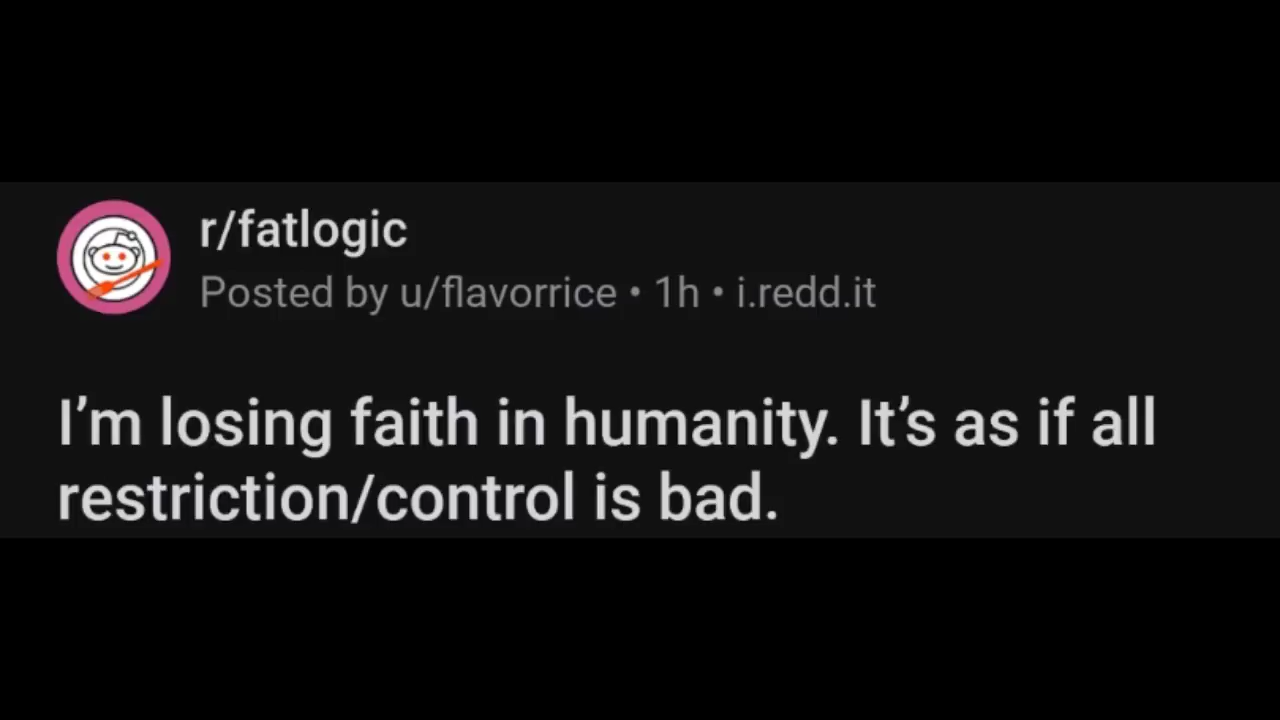 r/fatlogic
Posted by u/flavorrice • 1h • i.redd.it
I’m losing faith in humanity. It’s as if all
restriction/control is bad.